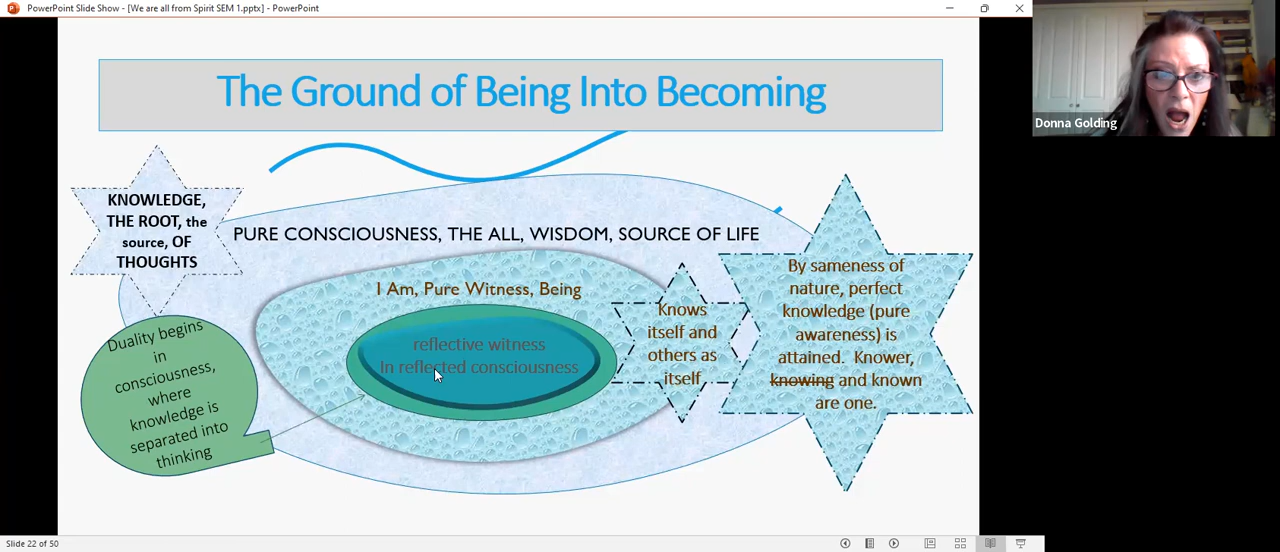 PowerPoint Slide Show - [We are all from Spirit SEM 1.pptx] - PowerPoint
The Ground of Being Into Becoming
KNOWLEDGE,
THE ROOT, the
source, OF
THOUGHTS
PURE CONSCIOUSNESS, THE ALL, WISDOM, SOURCE OF LIFE
I Am, Pure Witness, Being
reflective witness
In reflected consciousness
Duality begins
in
consciousness,
where
knowledge is
separated into
thinking
Knows
itself and
others as
itself
By sameness of
nature, perfect
knowledge (pure
awareness) is
attained. Knower,
knowing and known
are one.
Donna Golding
Slide 22 of 50